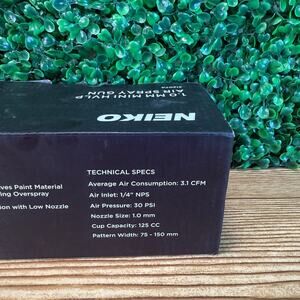 NEIKO
1.0 MM MINI HVLP
AIR SPRAY GUN
TECHNICAL SPECS
Average Air Consumption: 3.1 CFM
Air Inlet: 1/4" NPS
Air Pressure: 30 PSI
Nozzle Size: 1.0 mm
Cup Capacity: 125 CC
Pattern Width: 75 - 150 mm
ves Paint Material
ing Overspray
ion with Low Nozzle